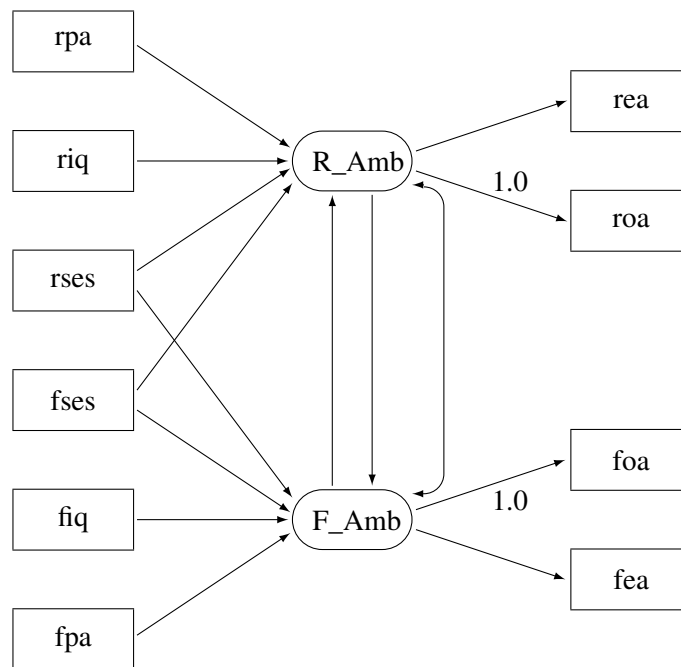 rpa
rea
riq
R_Amb
1.0
roa
rses
fses
foa
1.0
fiq
F_Amb
fea
fpa